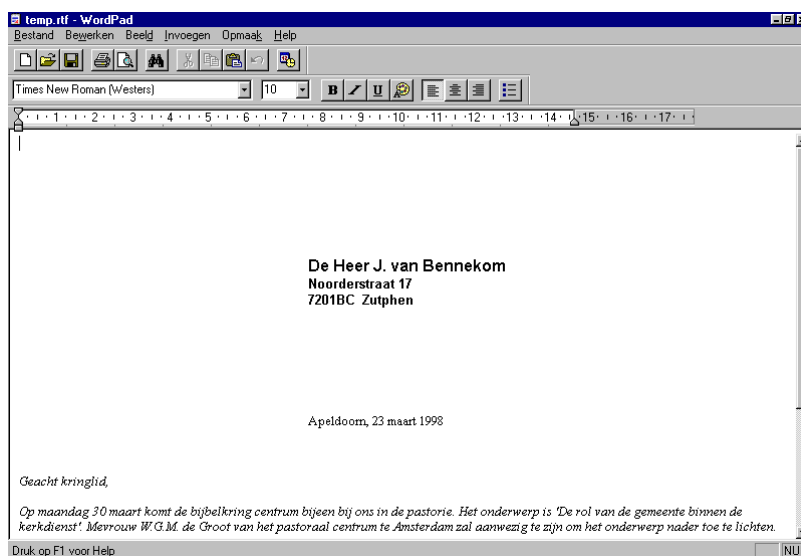 temp.rtf - WordPad
Bestand Bewerken Beeld Invoegen Opmaak Help
Times New Roman (Westers) 10 B U
1 2 3 4 5 6 7 8 9 10 11 12 13 14 15 16 17
De Heer J. van Bennekom
Noorderstraat 17
7201BC Zutphen
Apeldoorn, 23 maart 1998
Geacht kringlid,
Op maandag 30 maart komt de bijbelkring centrum bijeen bij ons in de pastorie. Het onderwerp is 'De rol van de gemeente binnen de
kerkdienst'. Mevrouw W.G.M. de Groot van het pastoraal centrum te Amsterdam zal aanwezig te zijn om het onderwerp nader toe te lichten.
Druk op F1 voor Help NU